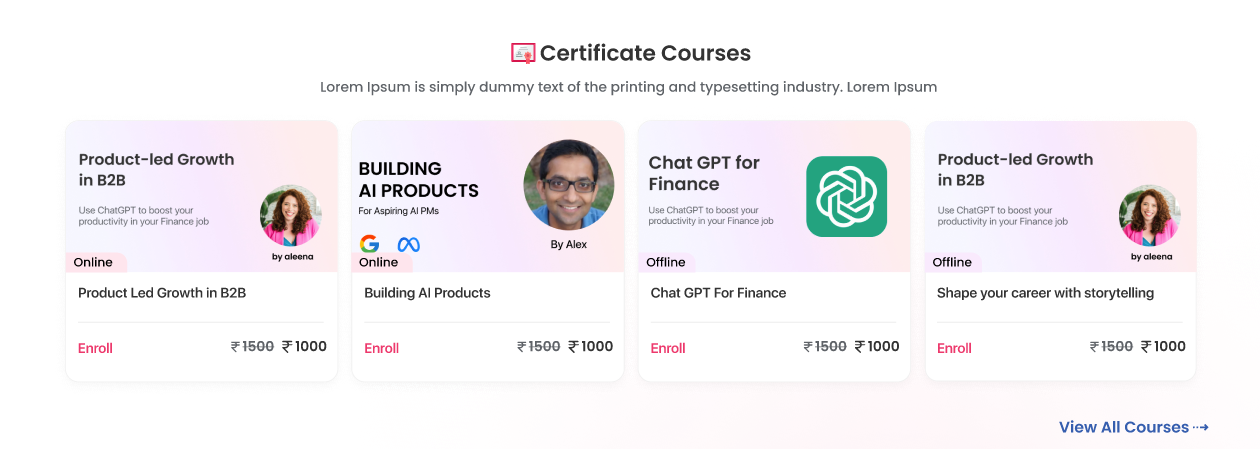 Certificate Courses
Lorem Ipsum is simply dummy text of the printing and typesetting industry. Lorem Ipsum
Product-led Growth
in B2B
Use ChatGPT to boost your
productivity in your Finance job
by aleena
Online
Product Led Growth in B2B
Enroll
₹1500 ₹1000
BUILDING
AI PRODUCTS
For Aspiring AI PMs
By Alex
Online
Building AI Products
Enroll
₹1500 ₹1000
Chat GPT for
Finance
Use ChatGPT to boost your
productivity in your Finance job
Offline
Chat GPT For Finance
Enroll
₹1500 ₹1000
Product-led Growth
in B2B
Use ChatGPT to boost your
productivity in your Finance job
by aleena
Offline
Shape your career with storytelling
Enroll
₹1500 ₹1000
View All Courses